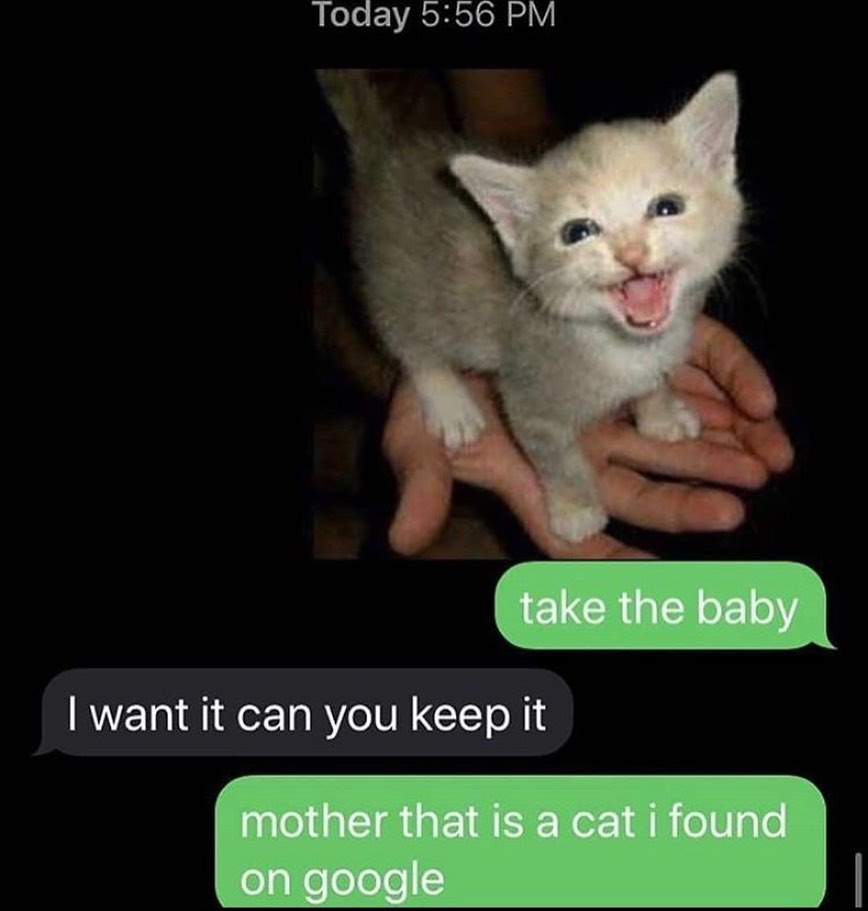 Today 5:56 PM
take the baby
I want it can you keep it
mother that is a cat i found
on google